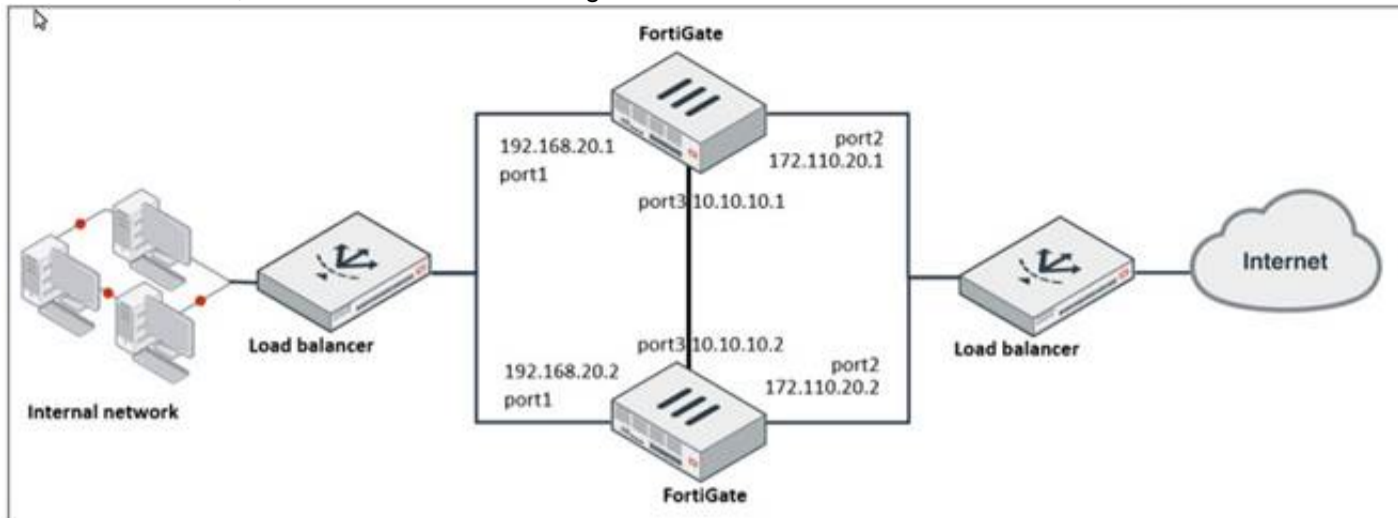 FortiGate
192.168.20.1
port1
port2
172.110.20.1
port3 10.10.10.1
Internet
Load balancer
Load balancer
Internal network
port3 10.10.10.2
192.168.20.2
port1
port2
172.110.20.2
FortiGate